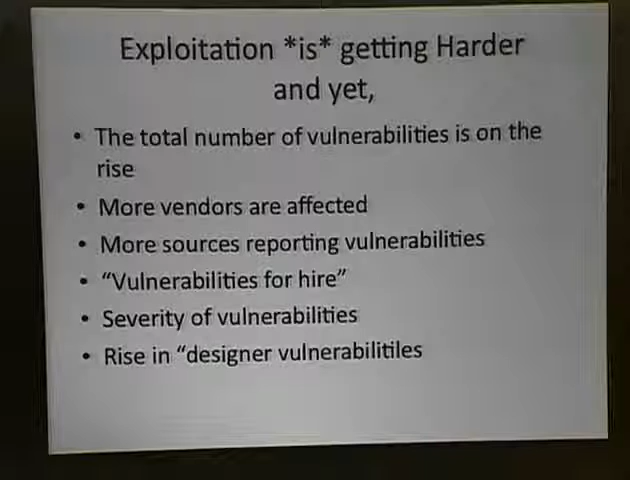 Exploitation *is* getting Harder
and yet,
• The total number of vulnerabilities is on the
rise
• More vendors are affected
• More sources reporting vulnerabilities
• “Vulnerabilities for hire”
• Severity of vulnerabilities
• Rise in “designer vulnerabilitiles